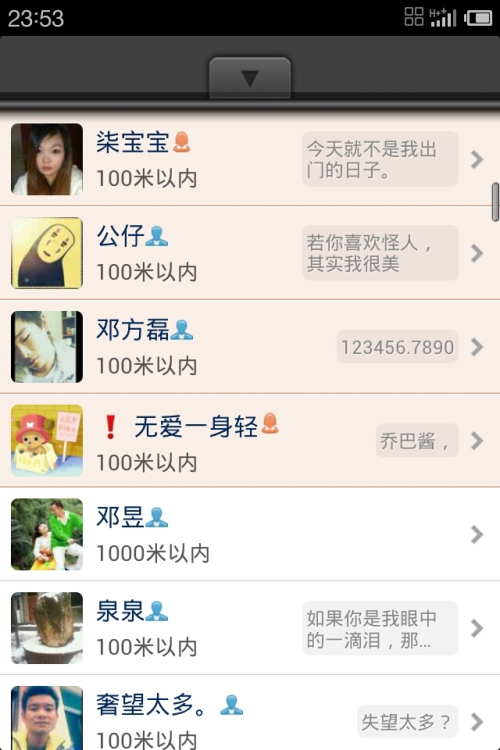 23:53
柒宝宝
100米以内
今天就不是我出
门的日子。
公仔
100米以内
若你喜欢怪人，
其实我很美
邓方磊
100米以内
123456.7890
❗ 无爱一身轻
100米以内
乔巴酱，
邓昱
1000米以内
泉泉
100米以内
如果你是我眼中
的一滴泪，那...
奢望太多。
100米以内
失望太多？